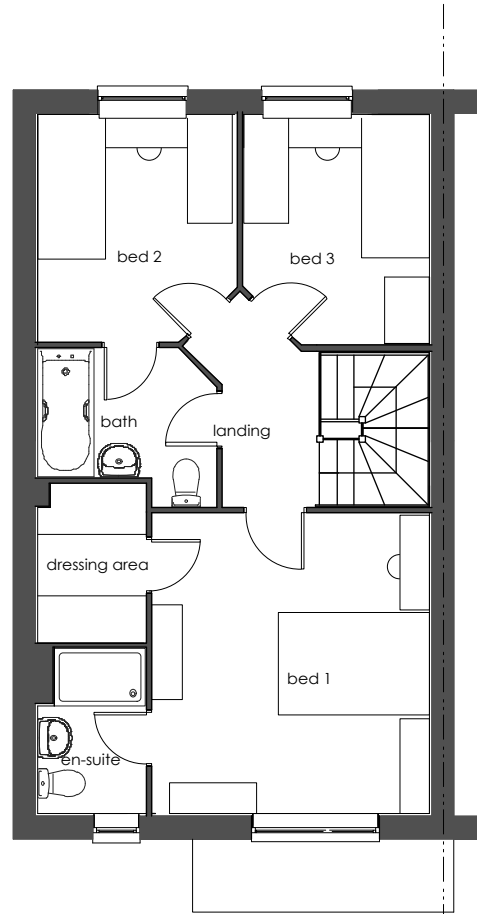 bed 2
bed 3
bath
landing
dressing area
bed 1
en-suite